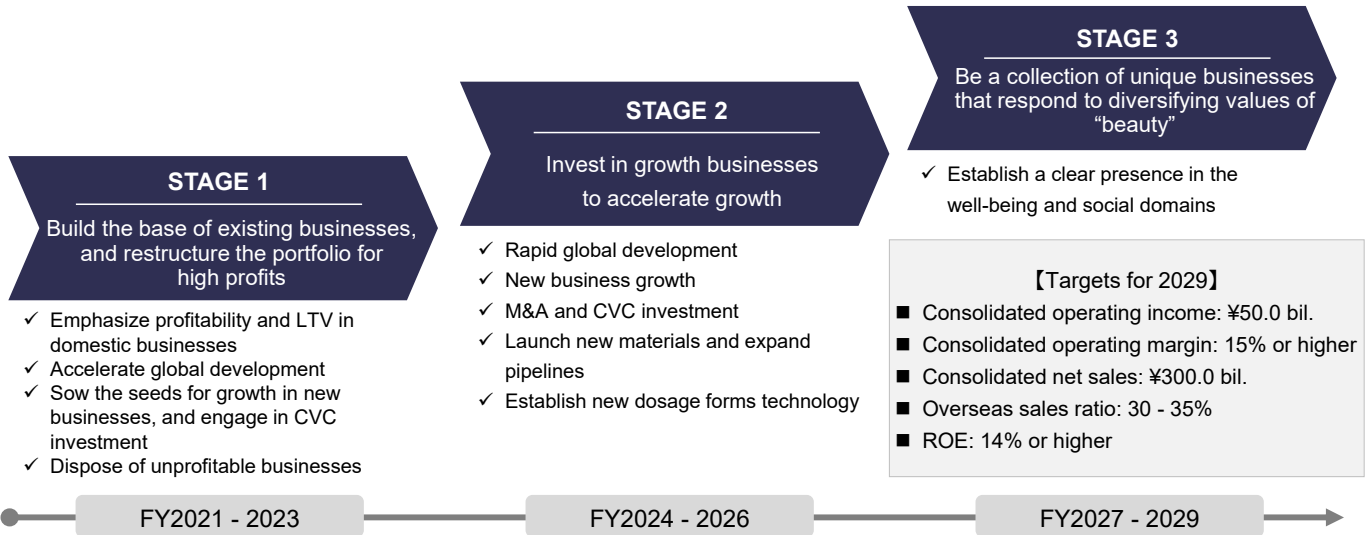 STAGE 1
Build the base of existing businesses,
and restructure the portfolio for
high profits
✓ Emphasize profitability and LTV in
domestic businesses
✓ Accelerate global development
✓ Sow the seeds for growth in new
businesses, and engage in CVC
investment
✓ Dispose of unprofitable businesses
FY2021 - 2023
STAGE 2
Invest in growth businesses
to accelerate growth
✓ Rapid global development
✓ New business growth
✓ M&A and CVC investment
✓ Launch new materials and expand
pipelines
✓ Establish new dosage forms technology
FY2024 - 2026
STAGE 3
Be a collection of unique businesses
that respond to diversifying values of
“beauty”
✓ Establish a clear presence in the
well-being and social domains
【Targets for 2029】
■ Consolidated operating income: ¥50.0 bil.
■ Consolidated operating margin: 15% or higher
■ Consolidated net sales: ¥300.0 bil.
■ Overseas sales ratio: 30 - 35%
■ ROE: 14% or higher
FY2027 - 2029